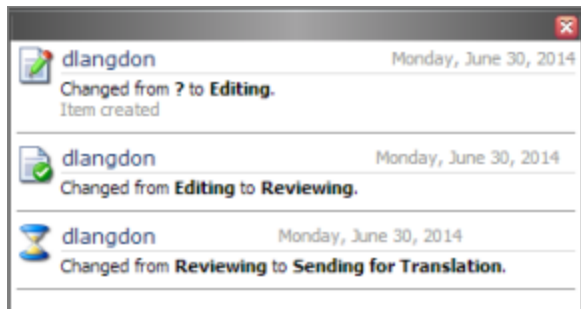 dlangdon Monday, June 30, 2014
Changed from ? to Editing.
Item created
dlangdon Monday, June 30, 2014
Changed from Editing to Reviewing.
dlangdon Monday, June 30, 2014
Changed from Reviewing to Sending for Translation.